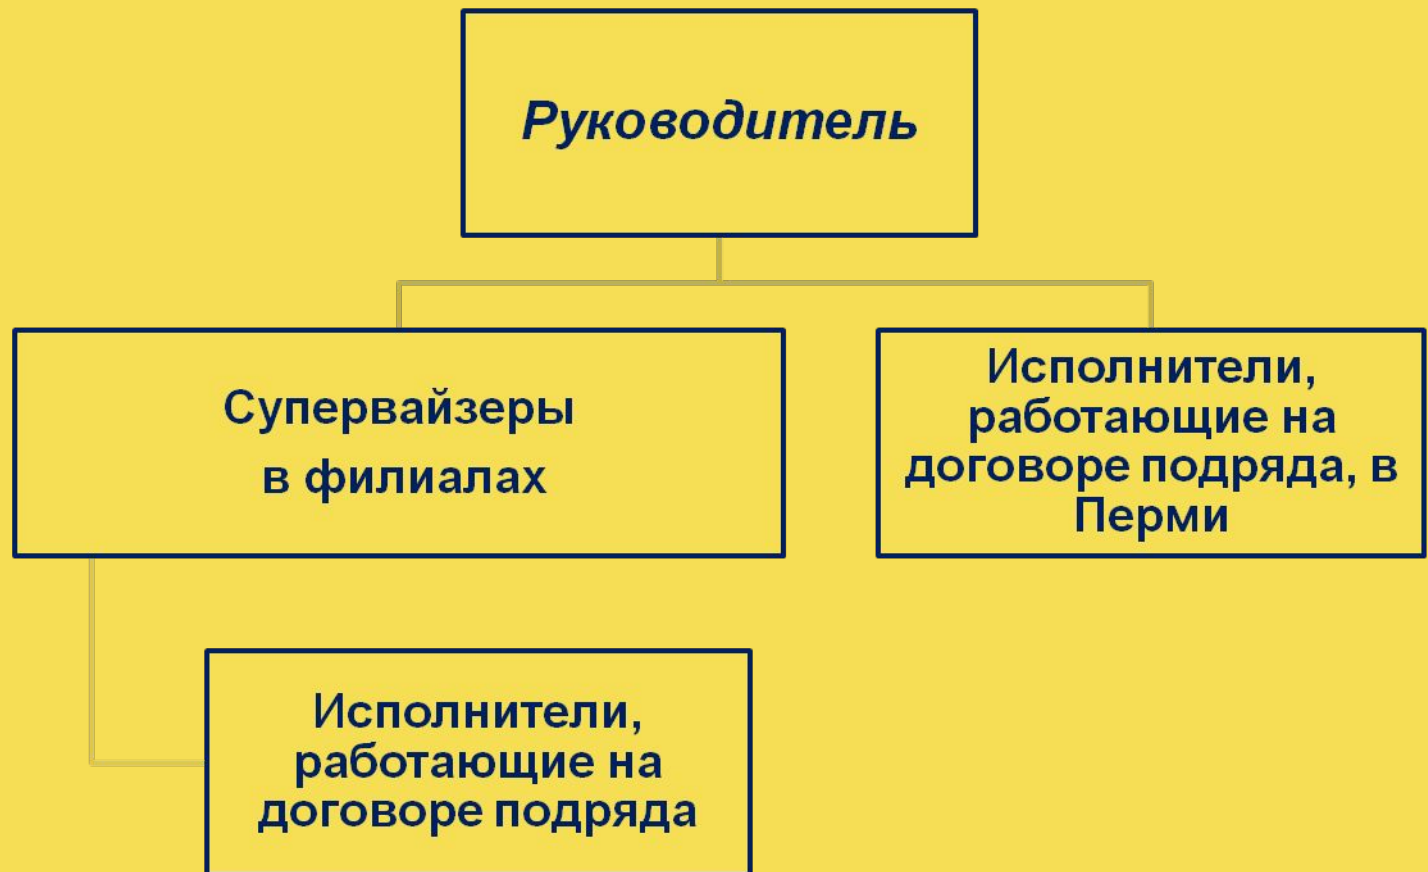 Руководитель
Супервайзеры
в филиалах
Исполнители,
работающие на
договоре подряда, в
Перми
Исполнители,
работающие на
договоре подряда